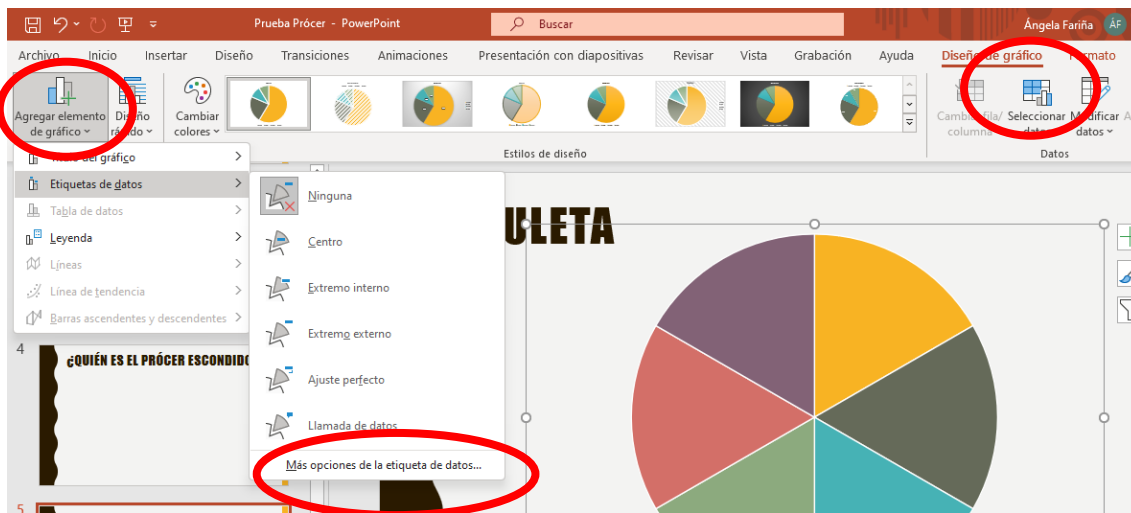 Prueba Prócer - PowerPoint
Buscar
Ángela Fariña
ÁF
Archivo Inicio Insertar Diseño Transiciones Animaciones Presentación con diapositivas Revisar Vista Grabación Ayuda Diseño de gráfico Formato
Agregar elemento de gráfico
Diseño rápido
Cambiar colores
Estilos de diseño
Cambiar fila/ columna
Seleccionar datos
Modificar datos
Datos
Título del gráfico
Etiquetas de datos
Tabla de datos
Leyenda
Líneas
Línea de tendencia
Barras ascendentes y descendentes
Ninguna
Centro
Extremo interno
Extremo externo
Ajuste perfecto
Llamada de datos
Más opciones de la etiqueta de datos...
ULETA
4
¿QUIÉN ES EL PRÓCER ESCONDIDO
5